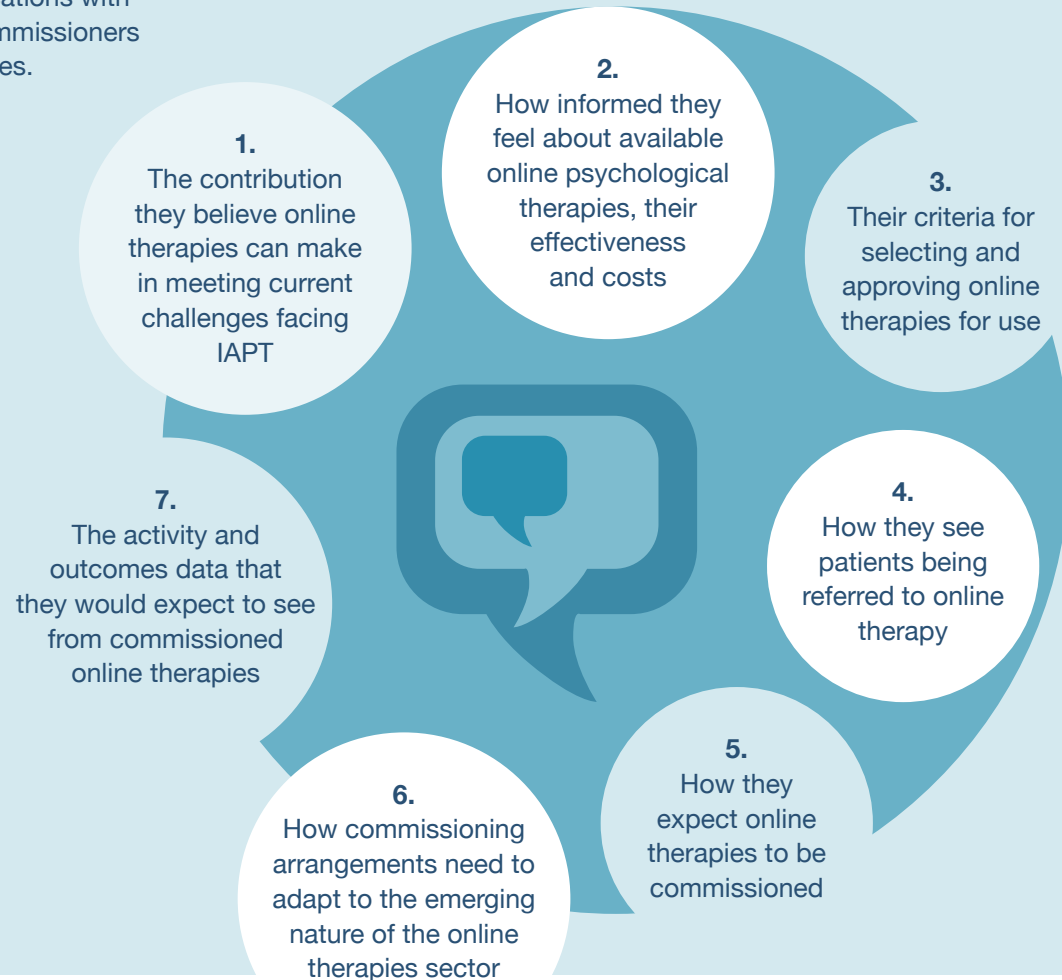 mmissioners
es.
1.
The contribution
they believe online
therapies can make
in meeting current
challenges facing
IAPT
2.
How informed they
feel about available
online psychological
therapies, their
effectiveness
and costs
3.
Their criteria for
selecting and
approving online
therapies for use
4.
How they see
patients being
referred to online
therapy
5.
How they
expect online
therapies to be
commissioned
6.
How commissioning
arrangements need to
adapt to the emerging
nature of the online
therapies sector
7.
The activity and
outcomes data that
they would expect to see
from commissioned
online therapies